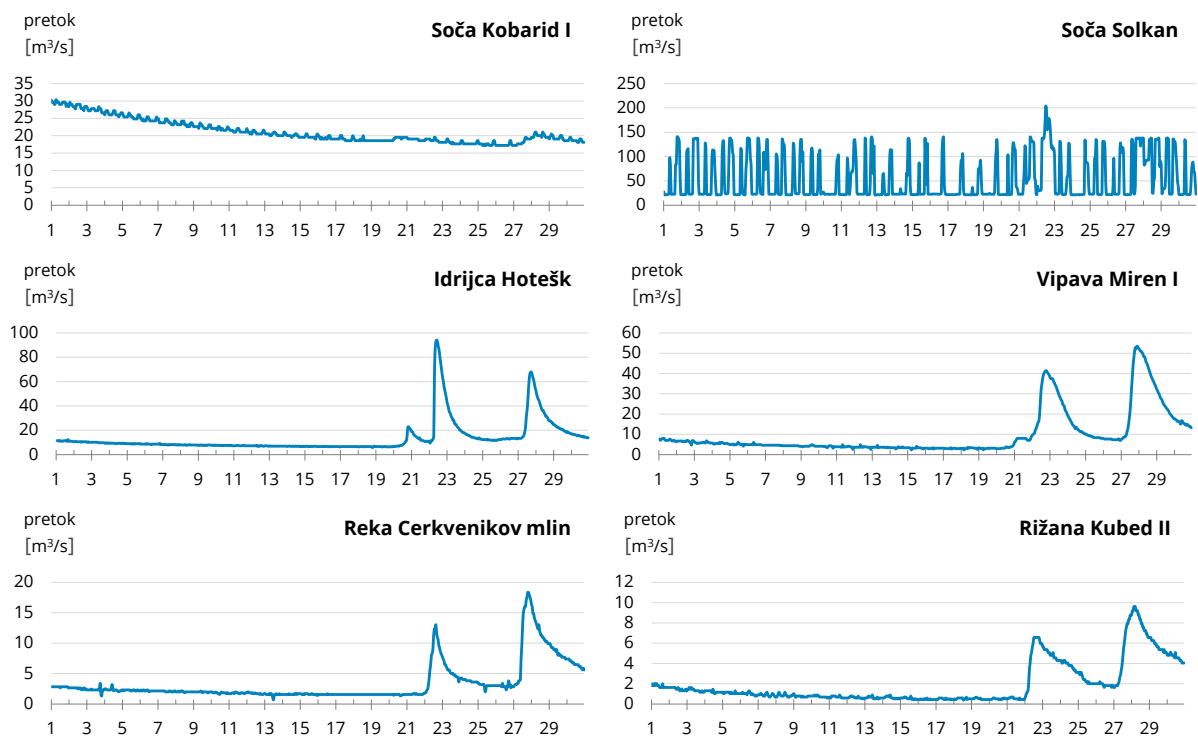 pretok
[m³/s]
Soča Kobarid I
35
30
25
20
15
10
5
0
1 3 5 7 9 11 13 15 17 19 21 23 25 27 29
pretok
[m³/s]
Soča Solkan
250
200
150
100
50
0
1 3 5 7 9 11 13 15 17 19 21 23 25 27 29
pretok
[m³/s]
Idrijca Hotešk
100
80
60
40
20
0
1 3 5 7 9 11 13 15 17 19 21 23 25 27 29
pretok
[m³/s]
Vipava Miren I
60
50
40
30
20
10
0
1 3 5 7 9 11 13 15 17 19 21 23 25 27 29
pretok
[m³/s]
Reka Cerkvenikov mlin
20
15
10
5
0
1 3 5 7 9 11 13 15 17 19 21 23 25 27 29
pretok
[m³/s]
Rižana Kubed II
12
10
8
6
4
2
0
1 3 5 7 9 11 13 15 17 19 21 23 25 27 29